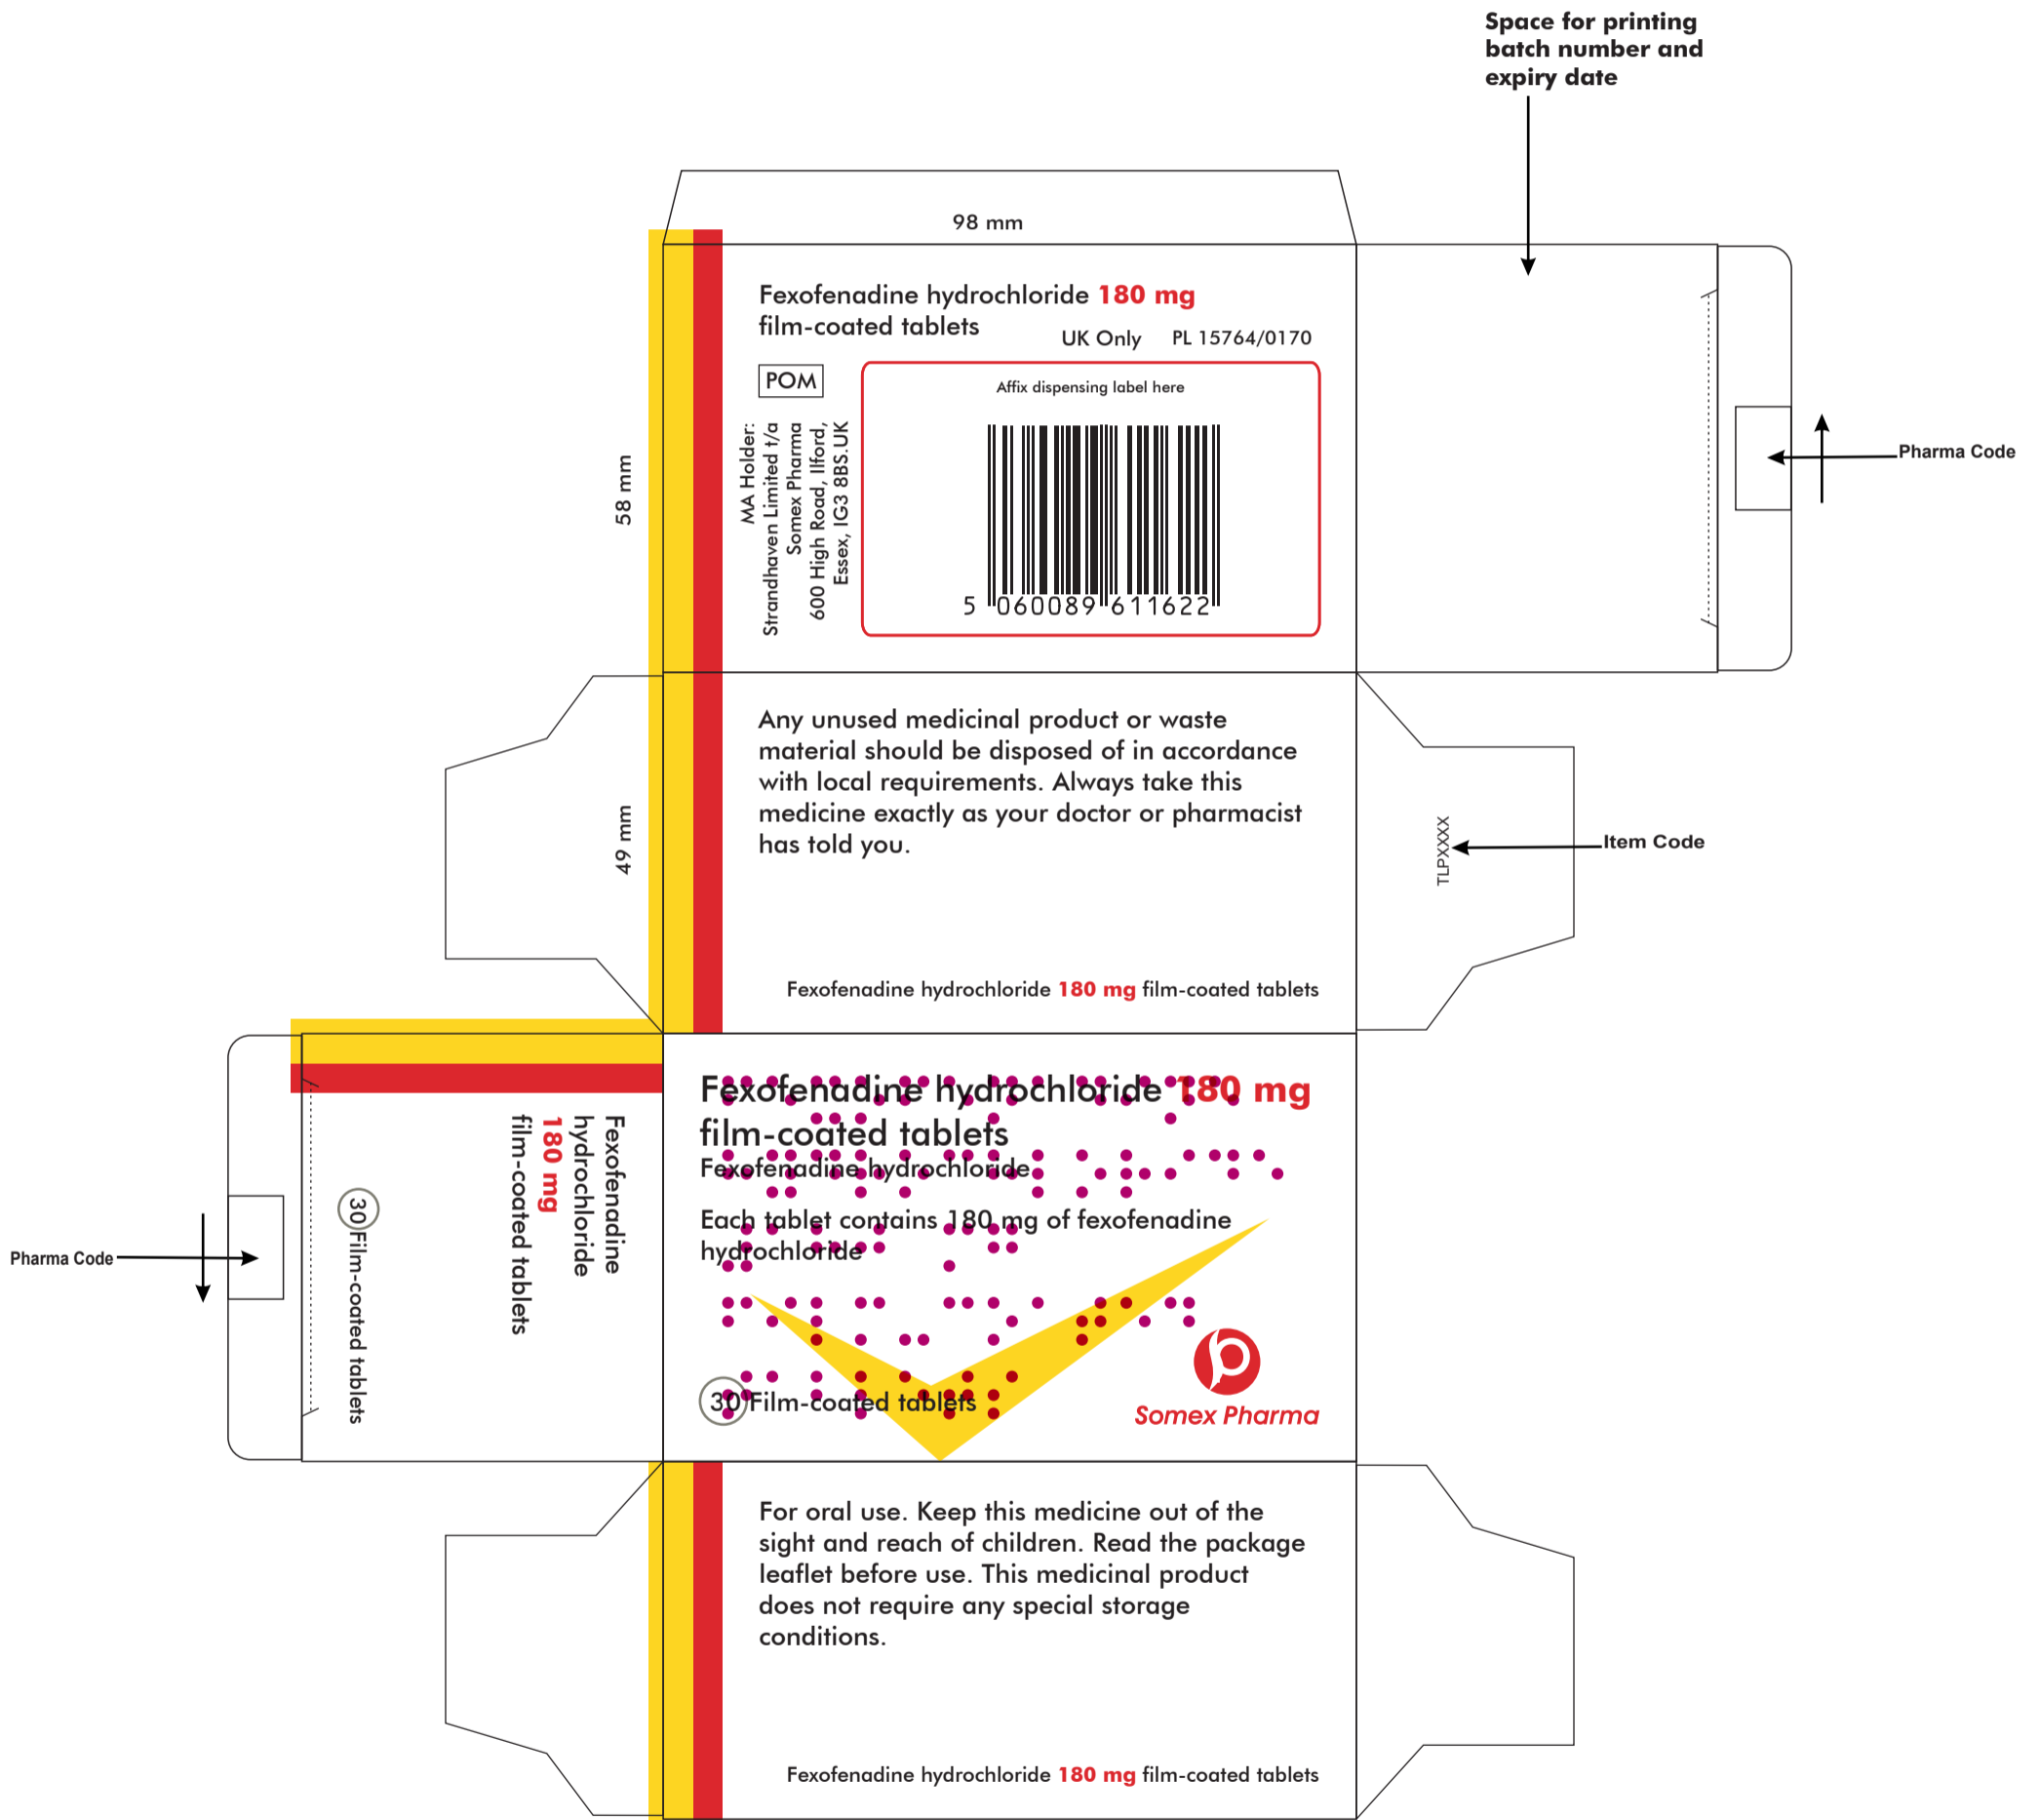 Space for printing
batch number and
expiry date
98 mm
Fexofenadine hydrochloride 180 mg
film-coated tablets
UK Only PL 15764/0170
POM
Affix dispensing label here
MA Holder:
Strandhaven Limited t/a
Somex Pharma
600 High Road, Ilford,
Essex, IG3 8BS.UK
5 060089 611622
58 mm
Pharma Code
Any unused medicinal product or waste
material should be disposed of in accordance
with local requirements. Always take this
medicine exactly as your doctor or pharmacist
has told you.
49 mm
TLPXXXX
Item Code
Fexofenadine hydrochloride 180 mg film-coated tablets
Fexofenadine hydrochloride 180 mg
film-coated tablets
Fexofenadine hydrochloride
Each tablet contains 180 mg of fexofenadine
hydrochloride
30 Film-coated tablets
Somex Pharma
Fexofenadine
hydrochloride
180 mg
film-coated tablets
30 Film-coated tablets
Pharma Code
For oral use. Keep this medicine out of the
sight and reach of children. Read the package
leaflet before use. This medicinal product
does not require any special storage
conditions.
Fexofenadine hydrochloride 180 mg film-coated tablets